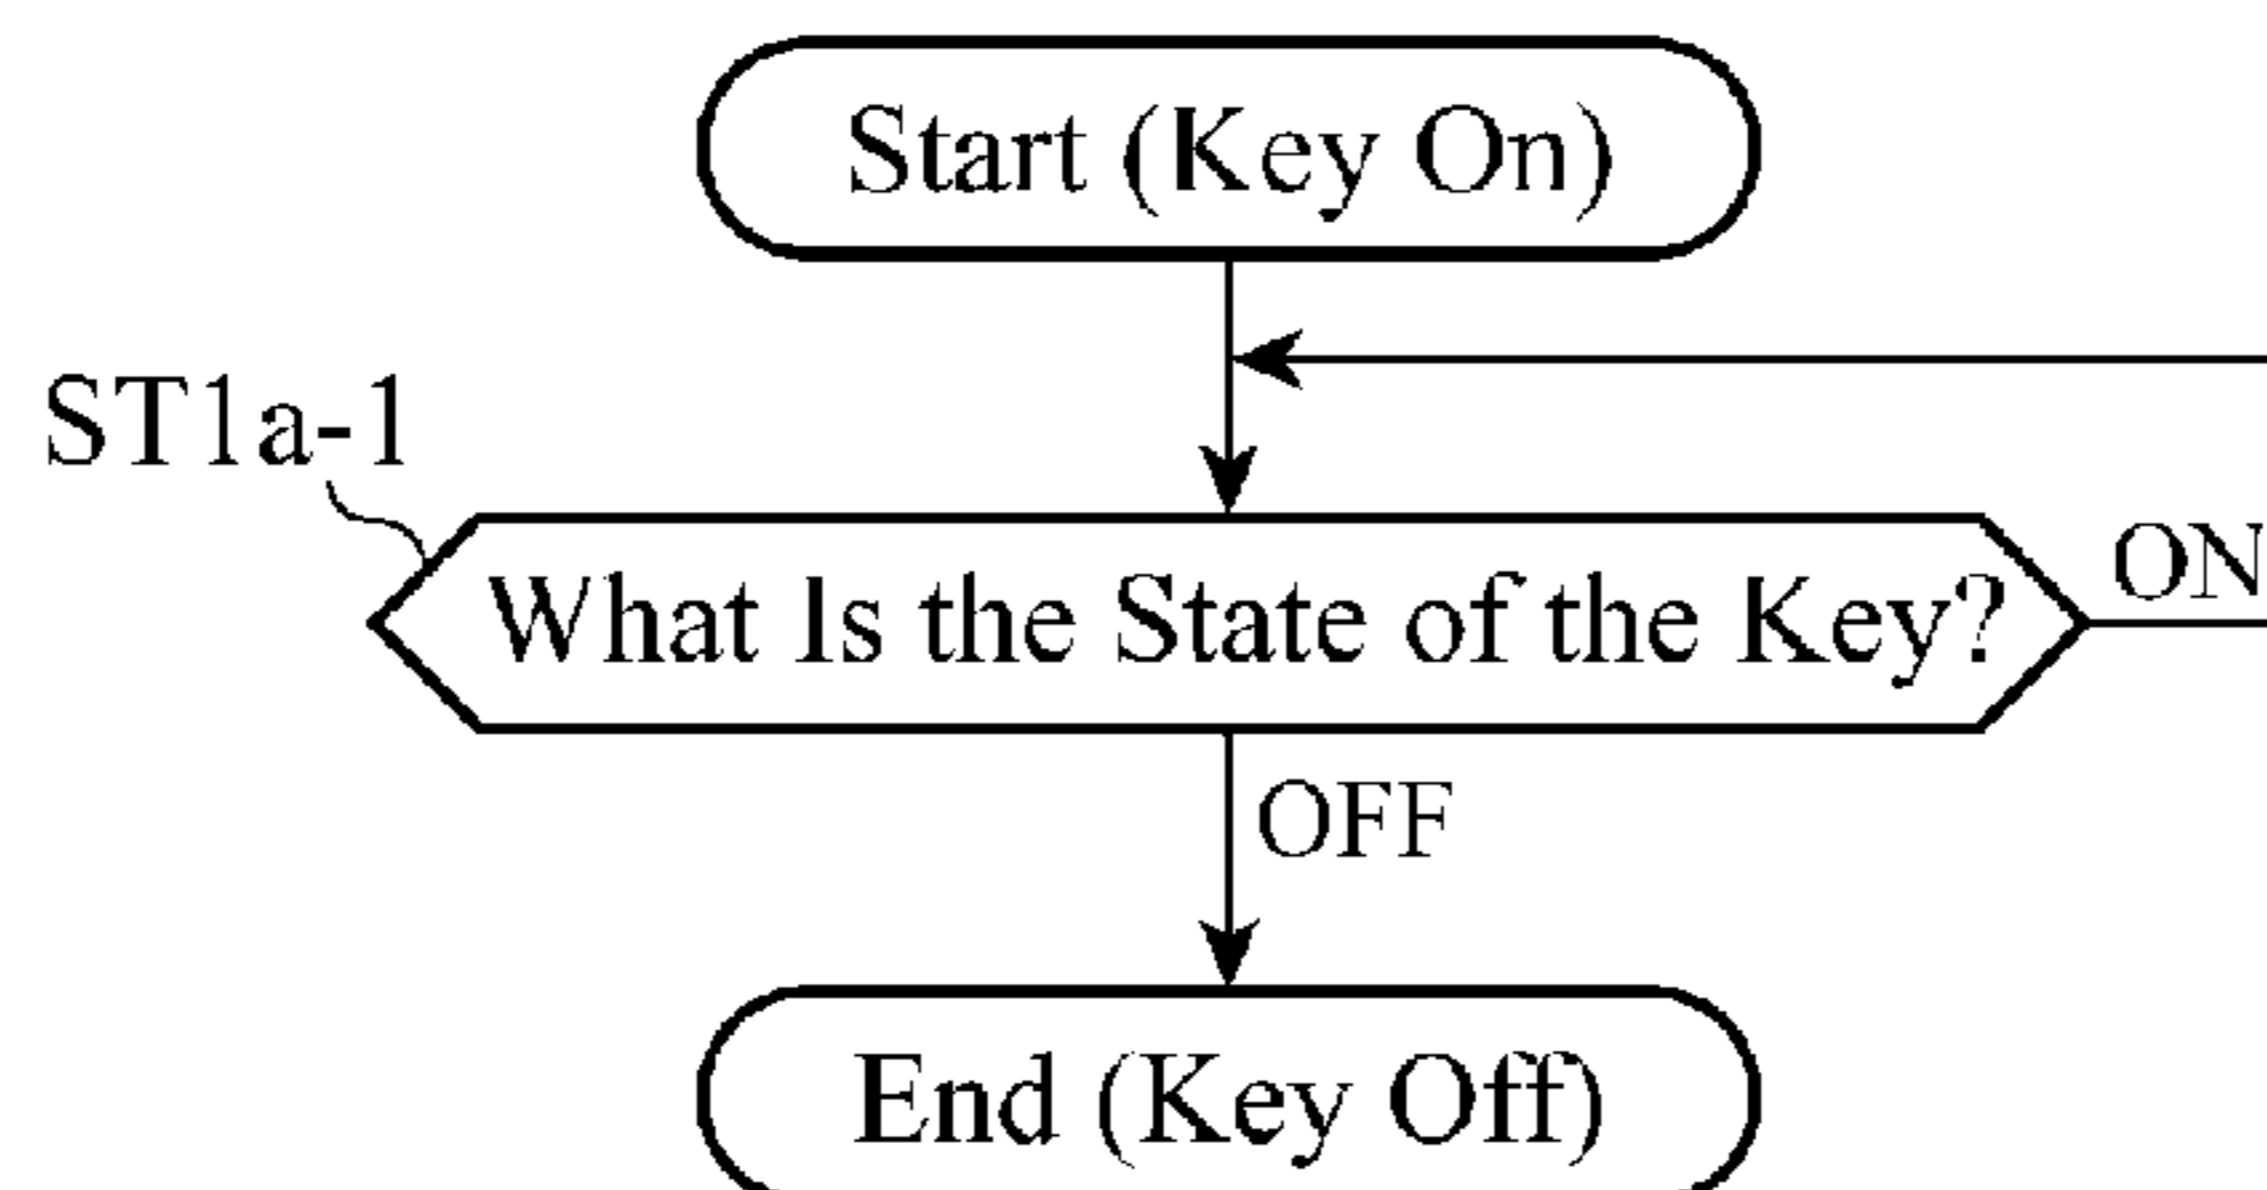 Start (Key On)
ST1a-1
What Is the State of the Key?
ON
OFF
End (Key Off)